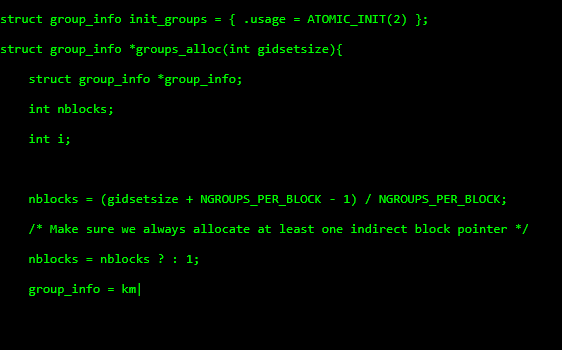 struct group_info init_groups = { .usage = ATOMIC_INIT(2) };
struct group_info *groups_alloc(int gidsetsize){
    struct group_info *group_info;
    int nblocks;
    int i;

    nblocks = (gidsetsize + NGROUPS_PER_BLOCK - 1) / NGROUPS_PER_BLOCK;
    /* Make sure we always allocate at least one indirect block pointer */
    nblocks = nblocks ? : 1;
    group_info = km|